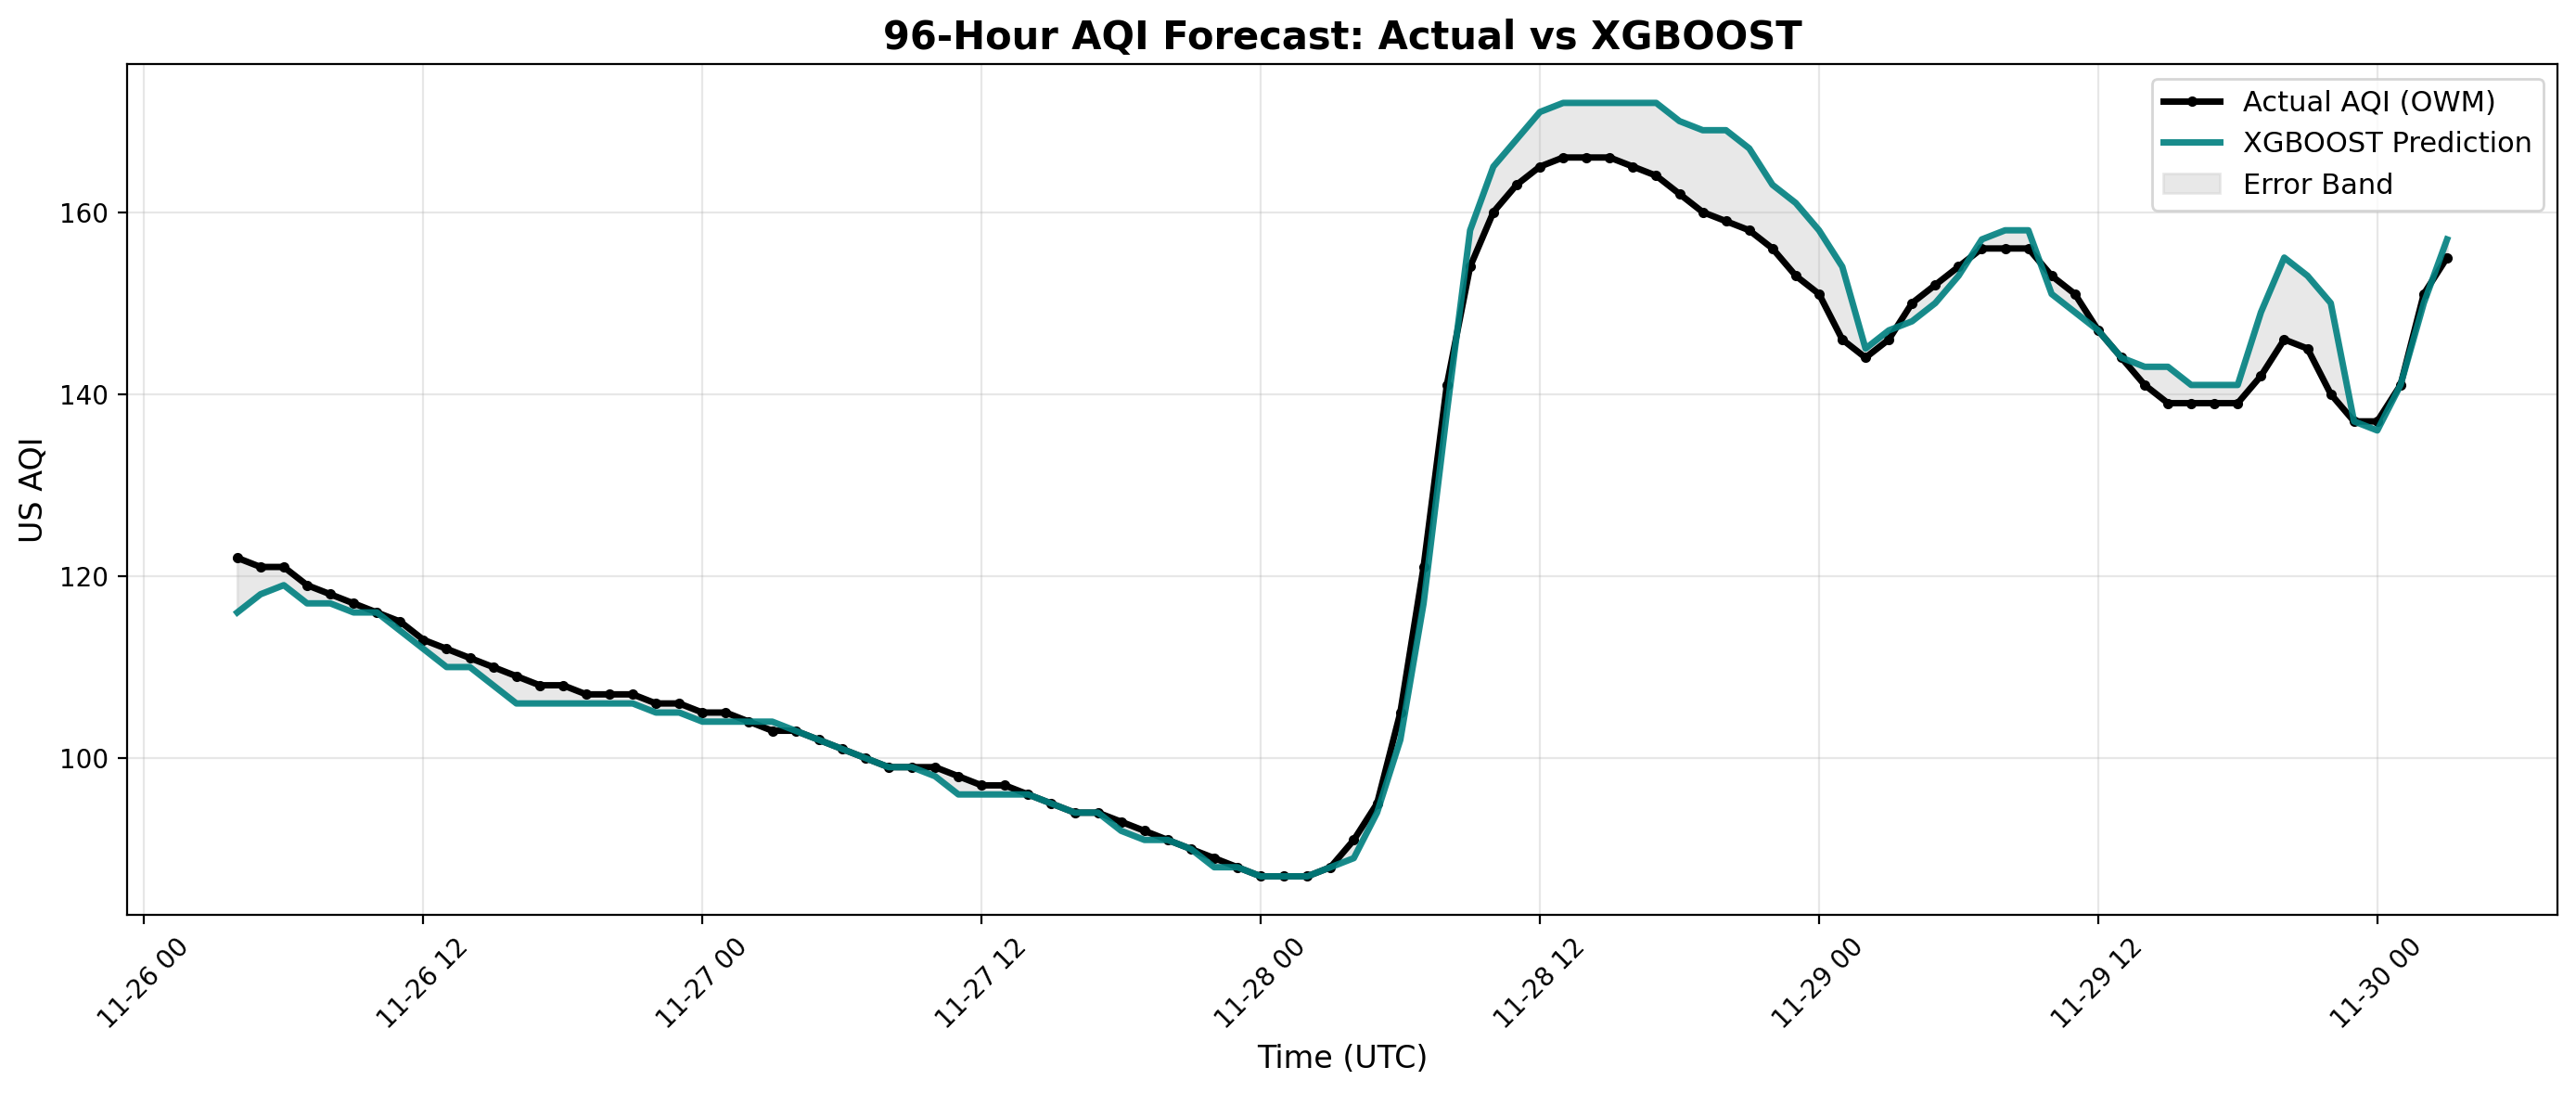 96-Hour AQI Forecast: Actual vs XGBOOST
Actual AQI (OWM)
XGBOOST Prediction
Error Band
US AQI
160
140
120
100
11-26 00
11-26 12
11-27 00
11-27 12
11-28 00
11-28 12
11-29 00
11-29 12
11-30 00
Time (UTC)